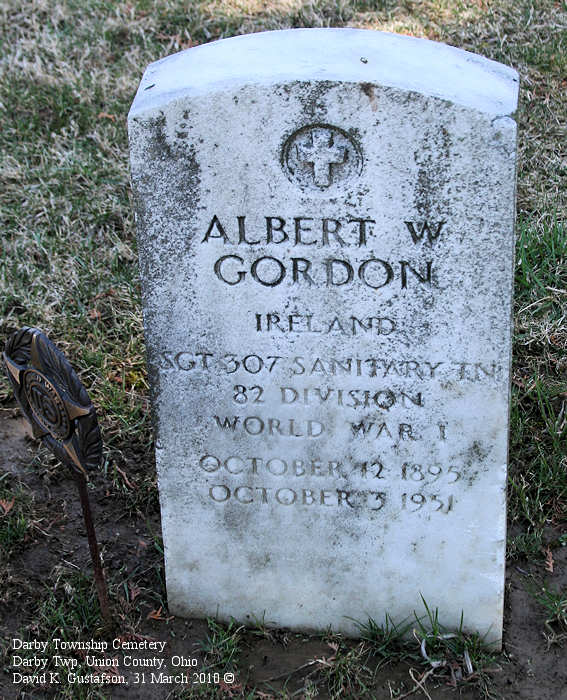 ALBERT W
GORDON
IRELAND
SGT 307 SANITARY TN
82 DIVISION
WORLD WAR I
OCTOBER 12 1895
OCTOBER 3 1951
Darby Township Cemetery
Darby Twp, Union County, Ohio
David K. Gustafson, 31 March 2010 ©